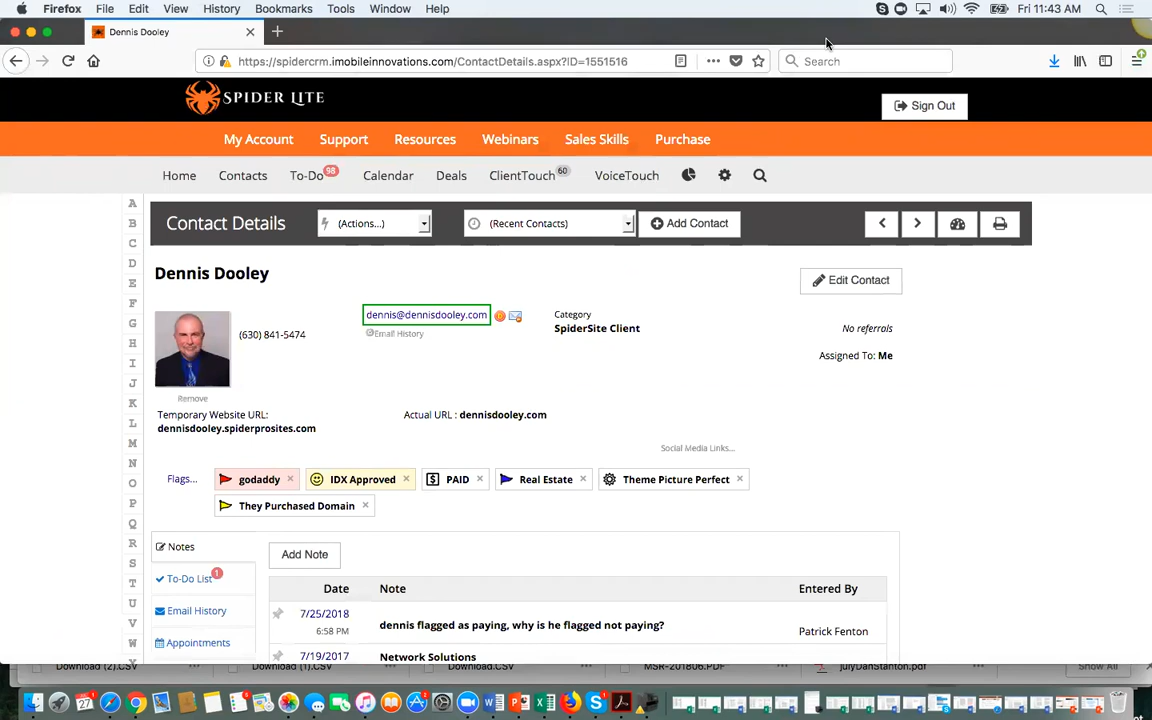 Firefox File Edit View History Bookmarks Tools Window Help Fri 11:43 AM
Dennis Dooley
https://spidercrm.imobileinnovations.com/ContactDetails.aspx?ID=1551516 Search
SPIDER LITE
Sign Out
My Account Support Resources Webinars Sales Skills Purchase
Home Contacts To-Do 98 Calendar Deals ClientTouch 60 VoiceTouch
A
B
C
D
E
F
G
H
I
J
K
L
M
N
O
P
Q
R
S
T
U
V
W
Contact Details (Actions...) (Recent Contacts) Add Contact
Dennis Dooley
Edit Contact
dennis@dennisdooley.com
Category
SpiderSite Client
No referrals
(630) 841-5474
Email History
Assigned To: Me
Remove
Temporary Website URL:
dennisdooley.spiderprosites.com
Actual URL : dennisdooley.com
Social Media Links...
Flags... godaddy × IDX Approved × PAID × Real Estate × Theme Picture Perfect ×
They Purchased Domain ×
Notes
To-Do List 1
Email History
Appointments
Add Note
Date Note Entered By
7/25/2018
6:58 PM
dennis flagged as paying, why is he flagged not paying?
Patrick Fenton
7/19/2017 Network Solutions
Download (2).CSV Download (1).CSV Download.CSV MSR-201806.PDF JulyDanStanton.pdf Show All